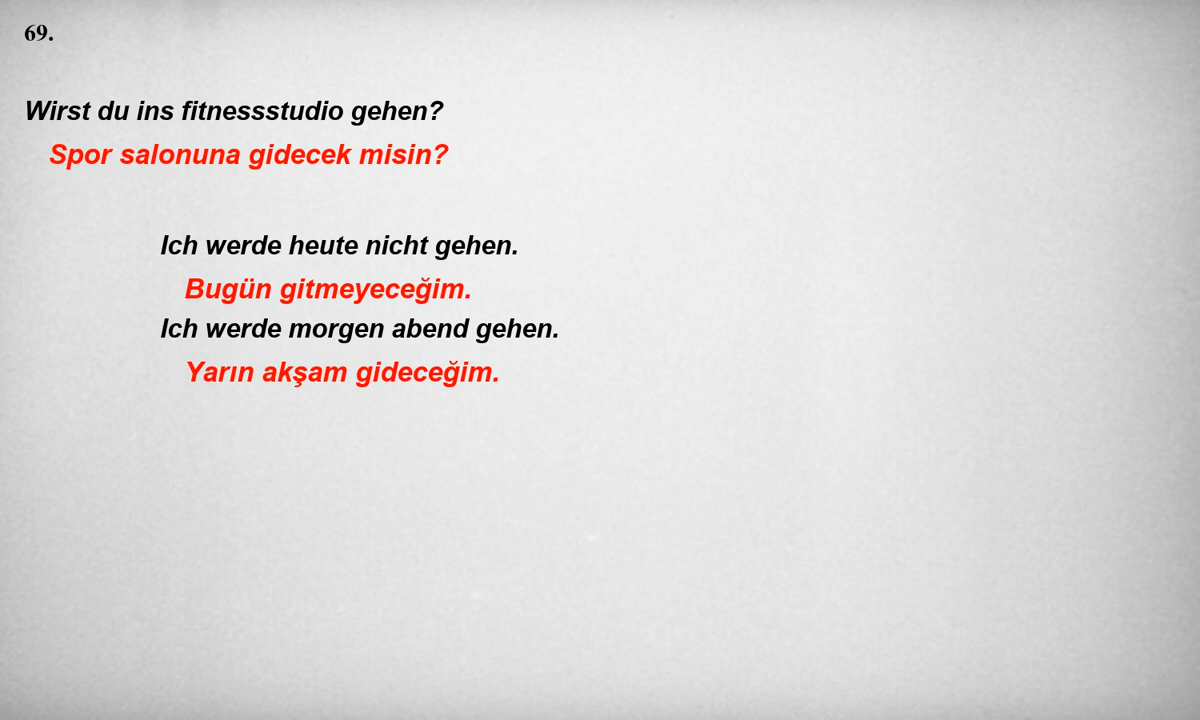 69.
Wirst du ins fitnessstudio gehen?
Spor salonuna gidecek misin?
Ich werde heute nicht gehen.
Bugün gitmeyeceğim.
Ich werde morgen abend gehen.
Yarın akşam gideceğim.